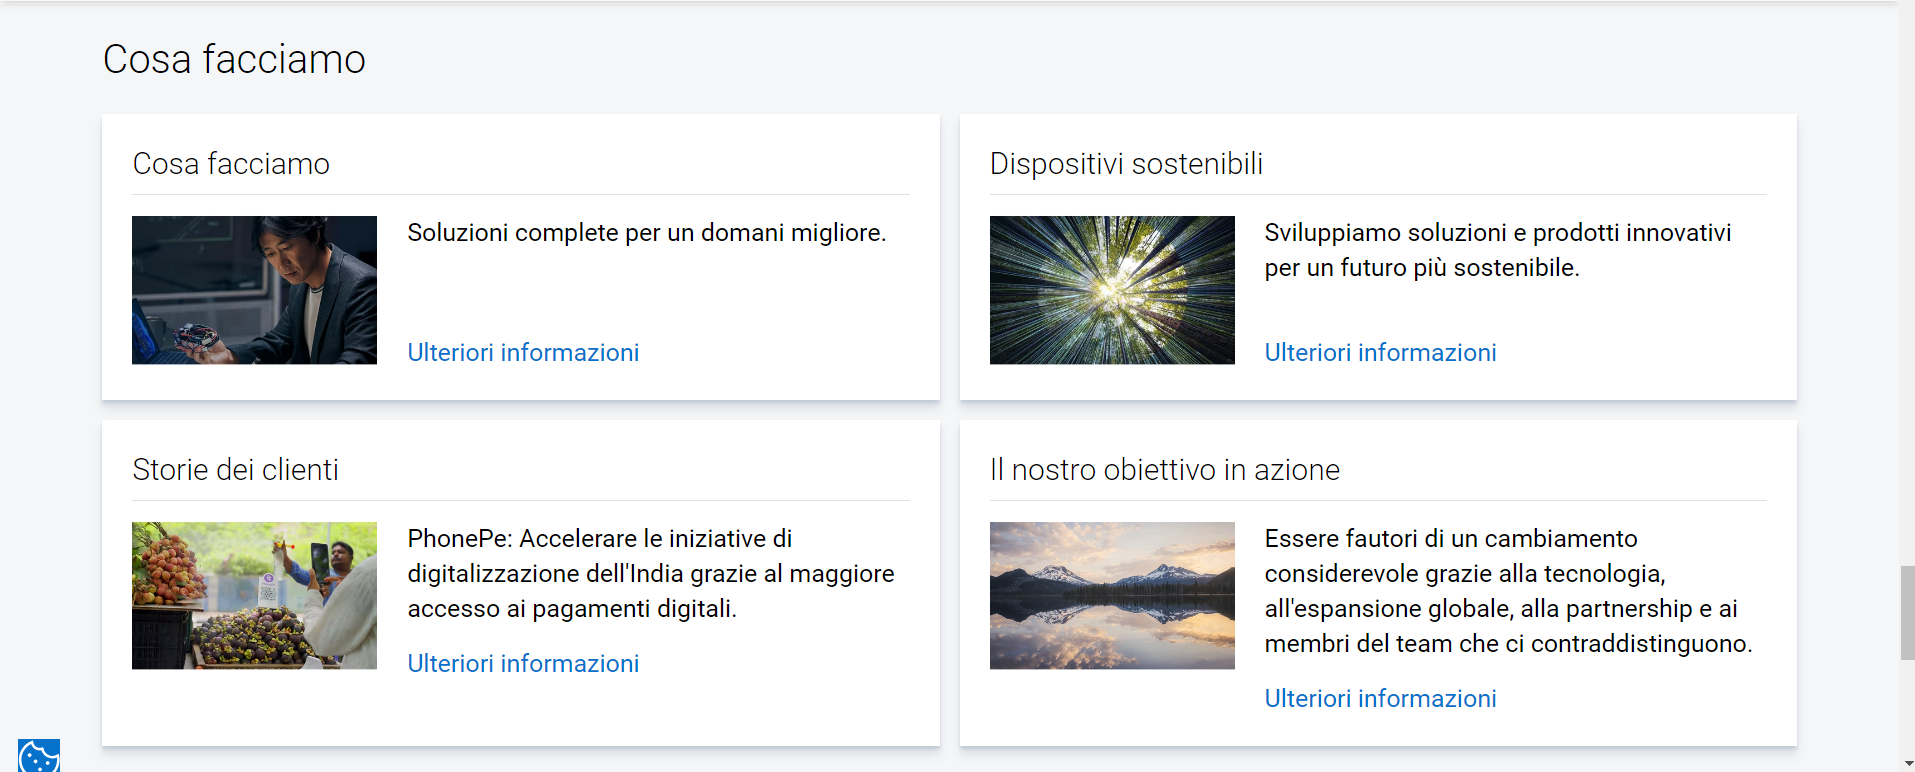 Cosa facciamo
Cosa facciamo
Soluzioni complete per un domani migliore.
Ulteriori informazioni
Dispositivi sostenibili
Sviluppiamo soluzioni e prodotti innovativi
per un futuro più sostenibile.
Ulteriori informazioni
Storie dei clienti
PhonePe: Accelerare le iniziative di
digitalizzazione dell'India grazie al maggiore
accesso ai pagamenti digitali.
Ulteriori informazioni
Il nostro obiettivo in azione
Essere fautori di un cambiamento
considerevole grazie alla tecnologia,
all'espansione globale, alla partnership e ai
membri del team che ci contraddistinguono.
Ulteriori informazioni